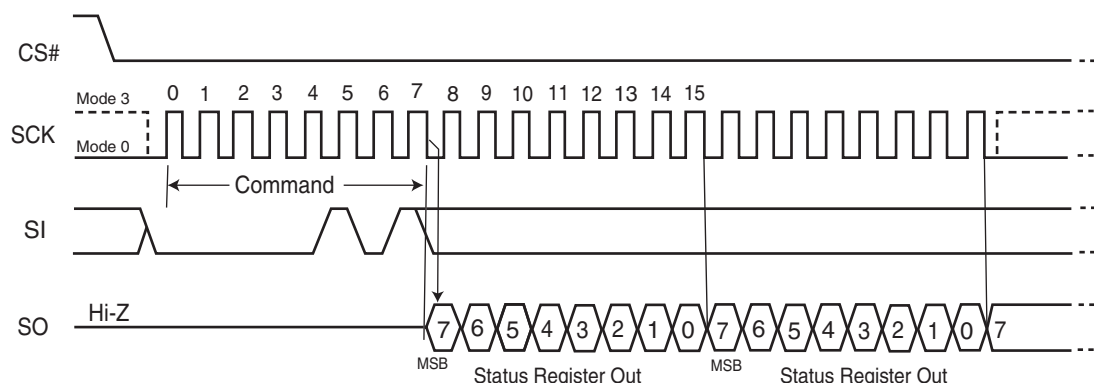 CS#
Mode 3
0 1 2 3 4 5 6 7 8 9 10 11 12 13 14 15
SCK
Mode 0
Command
SI
Hi-Z
SO
7 6 5 4 3 2 1 0 7 6 5 4 3 2 1 0 7
MSB
MSB
Status Register Out
Status Register Out